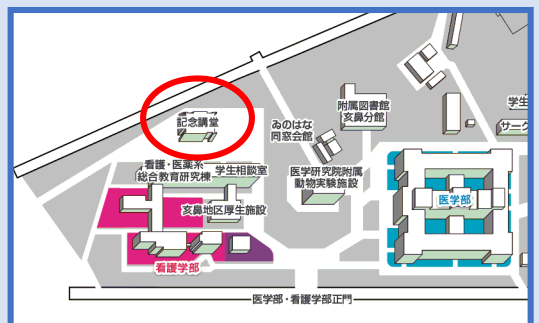 記念講堂
附属図書館
亥鼻分館
学生
サーク
ゐのはな
同窓会館
看護・医薬系
総合教育研究棟
学生相談室
医学研究院附属
動物実験施設
亥鼻地区厚生施設
医学部
看護学部
医学部・看護学部正門